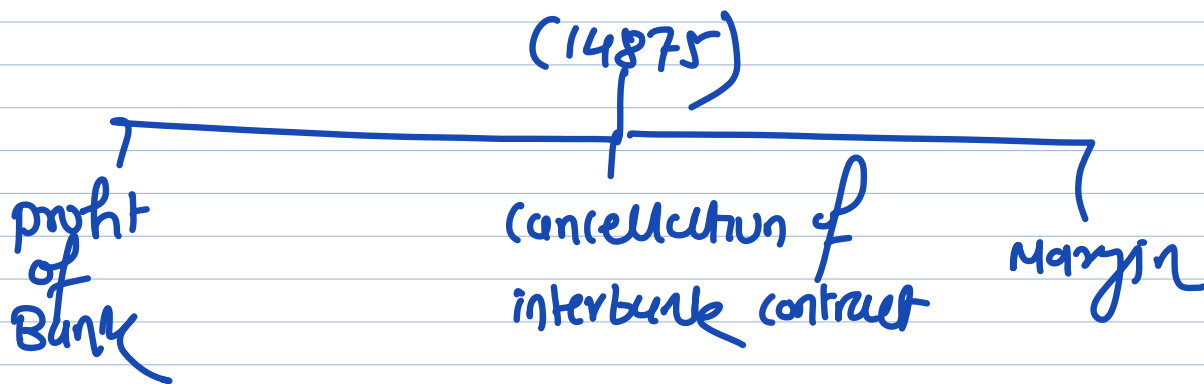 (14875)
profit
of
Bank
Cancellation of
interbank contract
Margin